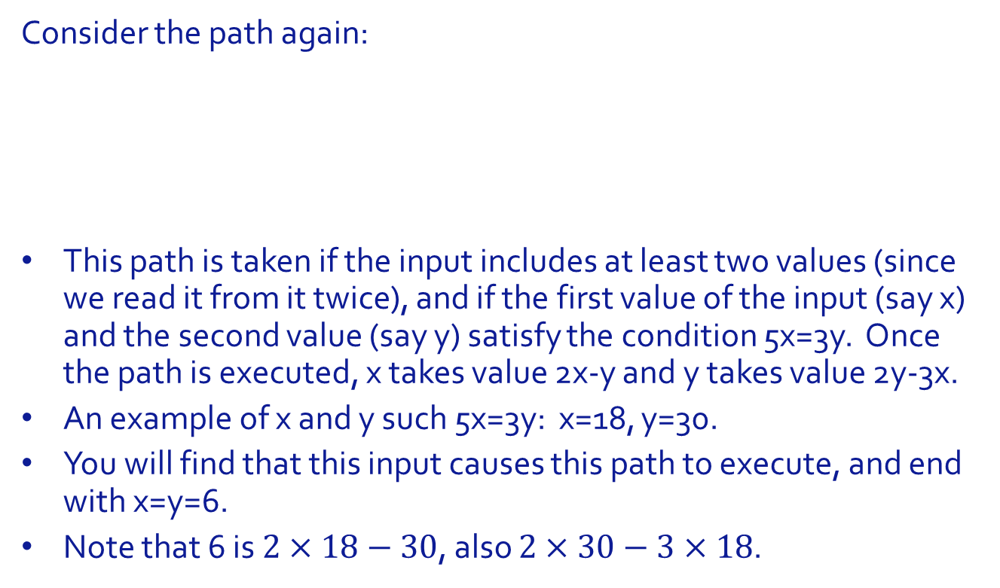 Consider the path again:
• This path is taken if the input includes at least two values (since
we read it from it twice), and if the first value of the input (say x)
and the second value (say y) satisfy the condition 5x=3y. Once
the path is executed, x takes value 2x-y and y takes value 2y-3x.
• An example of x and y such 5x=3y: x=18, y=30.
• You will find that this input causes this path to execute, and end
with x=y=6.
• Note that 6 is 2 × 18 − 30, also 2 × 30 − 3 × 18.